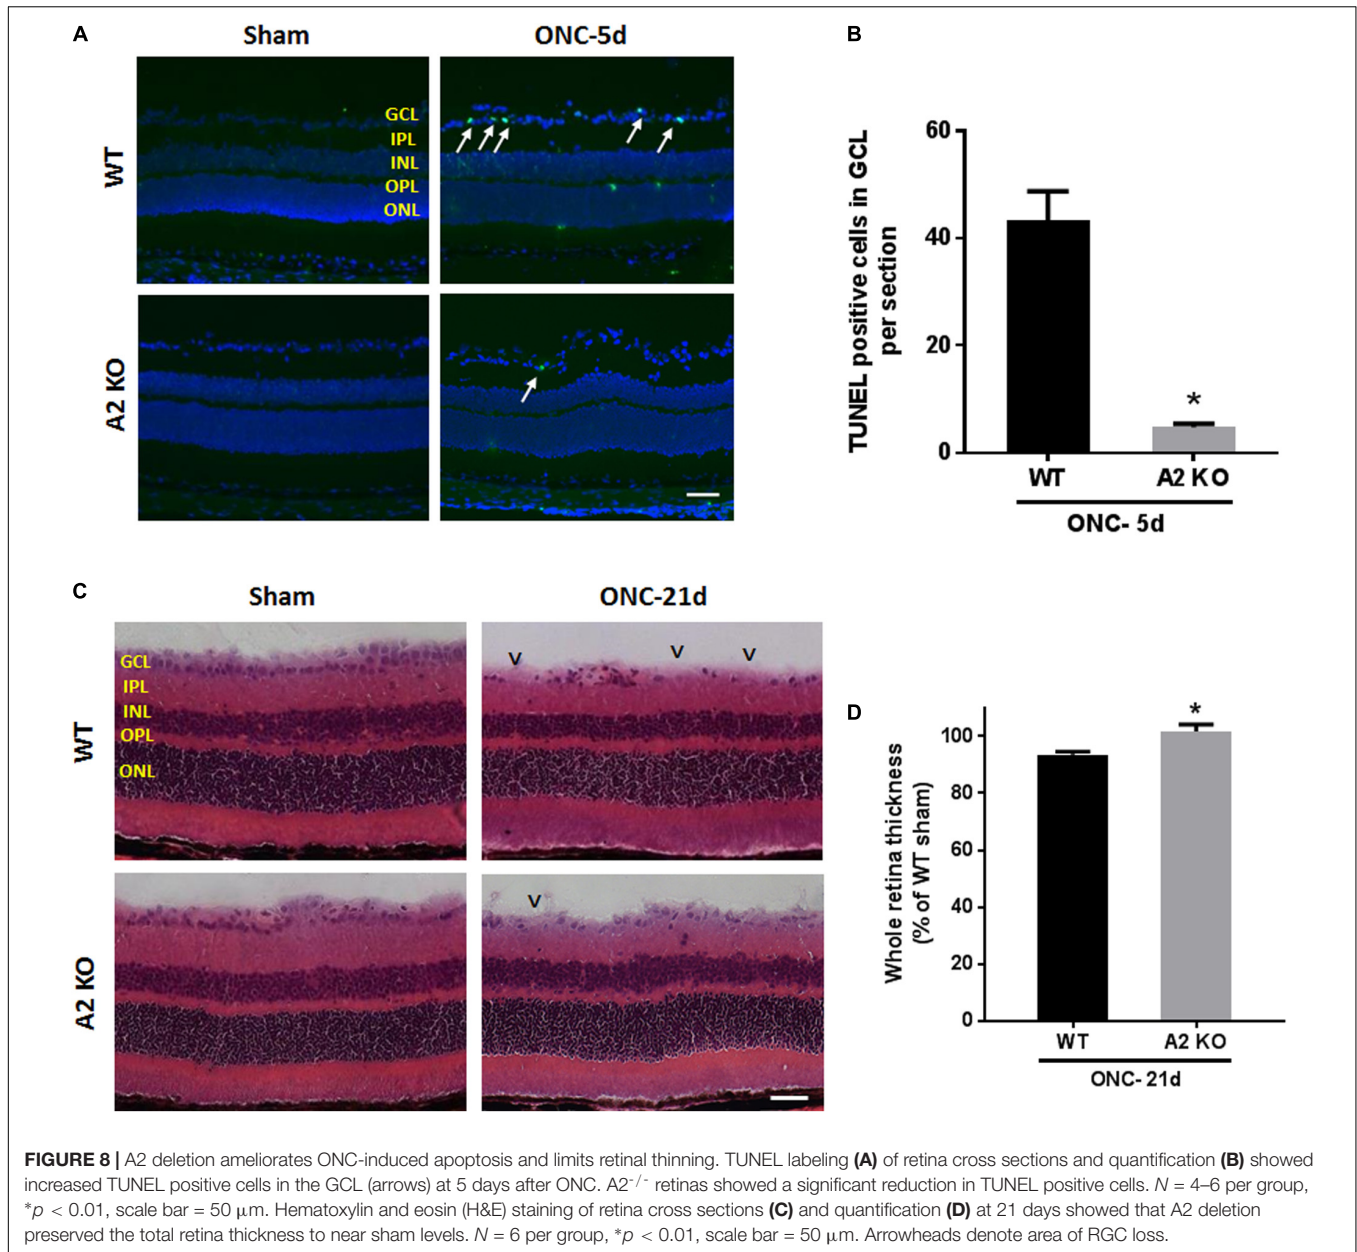 A
Sham
ONC-5d
WT
GCL
IPL
INL
OPL
ONL
A2 KO
B
TUNEL positive cells in GCL
per section
60
40
20
0
*
WT
A2 KO
ONC- 5d
C
Sham
ONC-21d
WT
GCL
IPL
INL
OPL
ONL
A2 KO
D
Whole retina thickness
(% of WT sham)
100
80
60
40
20
0
*
WT
A2 KO
ONC- 21d
FIGURE 8 | A2 deletion ameliorates ONC-induced apoptosis and limits retinal thinning. TUNEL labeling (A) of retina cross sections and quantification (B) showed
increased TUNEL positive cells in the GCL (arrows) at 5 days after ONC. A2⁻/⁻ retinas showed a significant reduction in TUNEL positive cells. N = 4–6 per group,
*p < 0.01, scale bar = 50 μm. Hematoxylin and eosin (H&E) staining of retina cross sections (C) and quantification (D) at 21 days showed that A2 deletion
preserved the total retina thickness to near sham levels. N = 6 per group, *p < 0.01, scale bar = 50 μm. Arrowheads denote area of RGC loss.